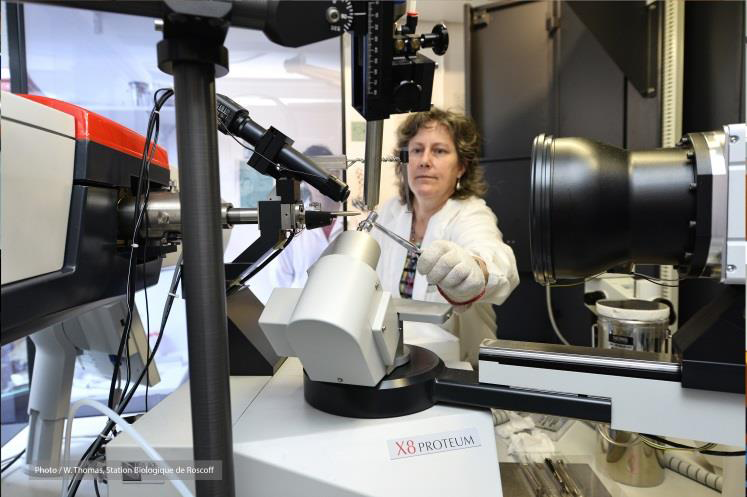 X8 PROTEUM
Photo / W. Thomas, Station Biologique de Roscoff